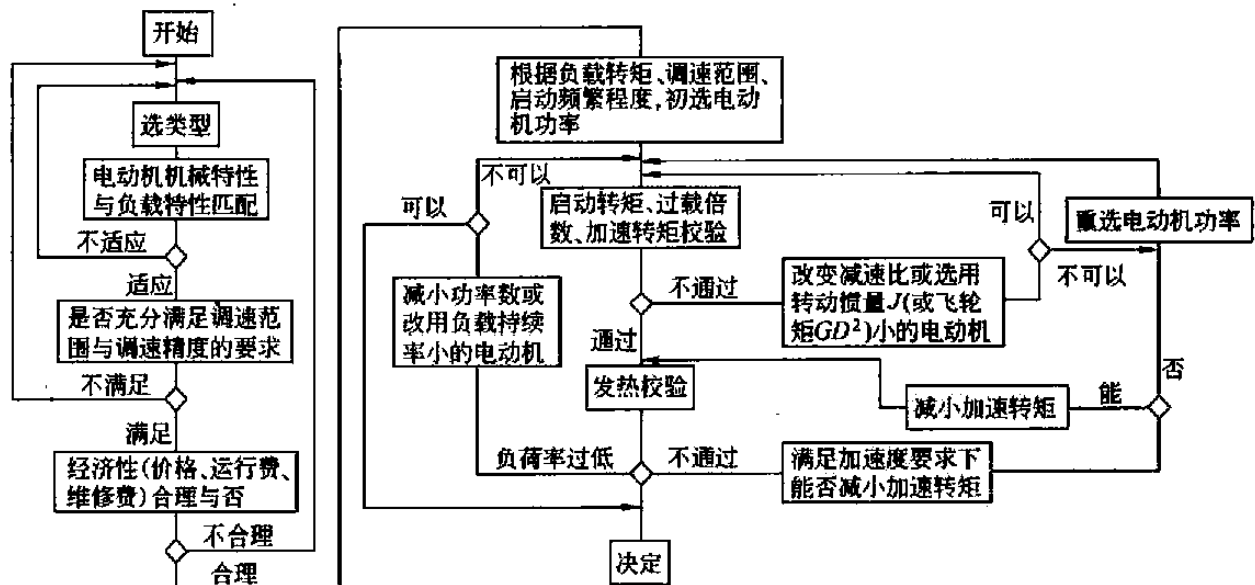 开始
选类型
电动机机械特性
与负载特性匹配
不适应
适应
是否充分满足调速范
围与调速精度的要求
不满足
满足
经济性(价格、运行费、
维修费)合理与否
不合理
合理
根据负载转矩、调速范围、
启动频繁程度,初选电动
机功率
不可以
可以
启动转矩、过载倍
数、加速转矩校验
可以
重选电动机功率
不可以
减小功率数或
改用负载持续
率小的电动机
不通过
改变减速比或选用
转动惯量J(或飞轮
矩GD²)小的电动机
通过
发热校验
减小加速转矩
能
否
负荷率过低
不通过
满足加速度要求下
能否减小加速转矩
决定